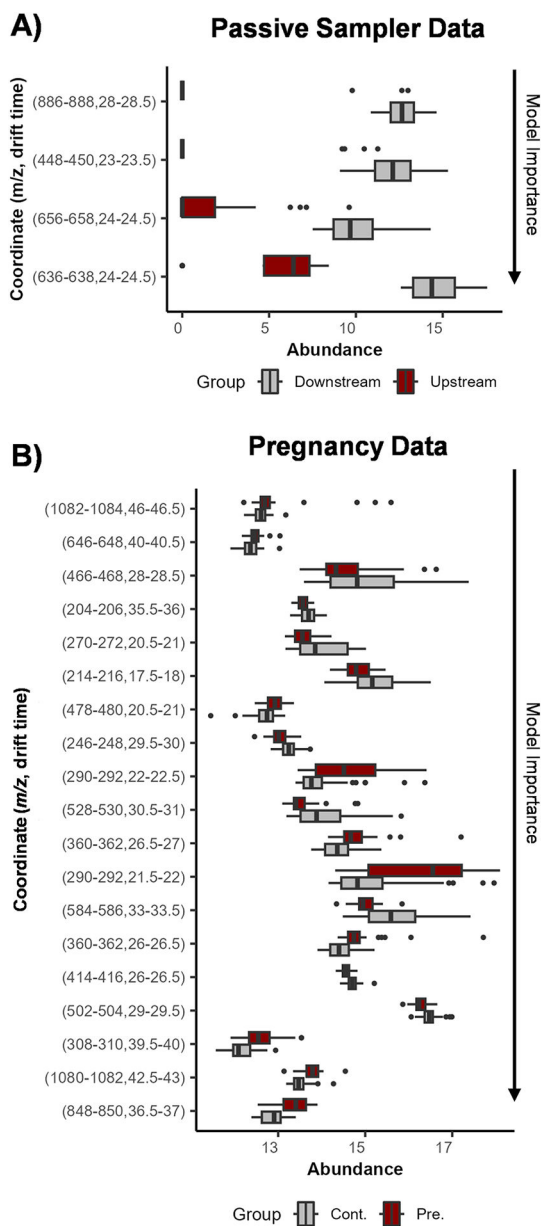 A)
Passive Sampler Data
Coordinate (m/z, drift time)
(886-888,28-28.5)
(448-450,23-23.5)
(656-658,24-24.5)
(636-638,24-24.5)
Model Importance
0 5 10 15
Abundance
Group Downstream Upstream
B)
Pregnancy Data
Coordinate (m/z, drift time)
(1082-1084,46-46.5)
(646-648,40-40.5)
(466-468,28-28.5)
(204-206,35.5-36)
(270-272,20.5-21)
(214-216,17.5-18)
(478-480,20.5-21)
(246-248,29.5-30)
(290-292,22-22.5)
(528-530,30.5-31)
(360-362,26.5-27)
(290-292,21.5-22)
(584-586,33-33.5)
(360-362,26-26.5)
(414-416,26-26.5)
(502-504,29-29.5)
(308-310,39.5-40)
(1080-1082,42.5-43)
(848-850,36.5-37)
Model Importance
13 15 17
Abundance
Group Cont. Pre.